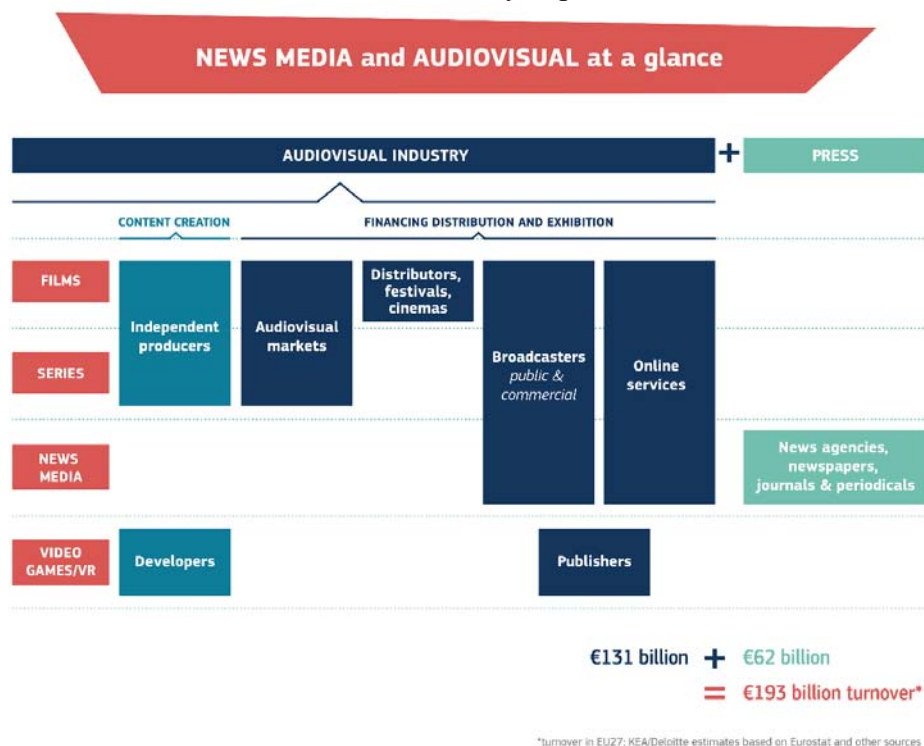 NEWS MEDIA and AUDIOVISUAL at a glance
AUDIOVISUAL INDUSTRY
+
PRESS
CONTENT CREATION
FINANCING DISTRIBUTION AND EXHIBITION
FILMS
Independent
producers
Audiovisual
markets
Distributors,
festivals,
cinemas
Broadcasters
public &
commercial
Online
services
SERIES
NEWS
MEDIA
News agencies,
newspapers,
journals & periodicals
VIDEO
GAMES/VR
Developers
Publishers
€131 billion + €62 billion
= €193 billion turnover*
*turnover in EU27: KEA/Deloitte estimates based on Eurostat and other sources